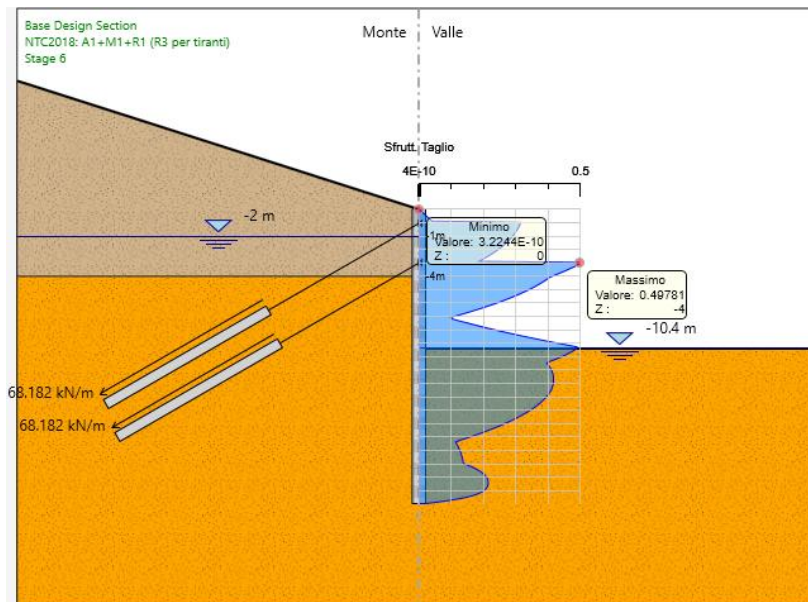 Base Design Section
NTC2018: A1+M1+R1 (R3 per tiranti)
Stage 6
Monte
Valle
Sfrutt. Taglio
4E-10
0.5
-2 m
Minimo
Valore: 3.2244E-10
Z : 0
-1m
-4m
Massimo
Valore: 0.49781
Z : -4
-10.4 m
68.182 kN/m
68.182 kN/m